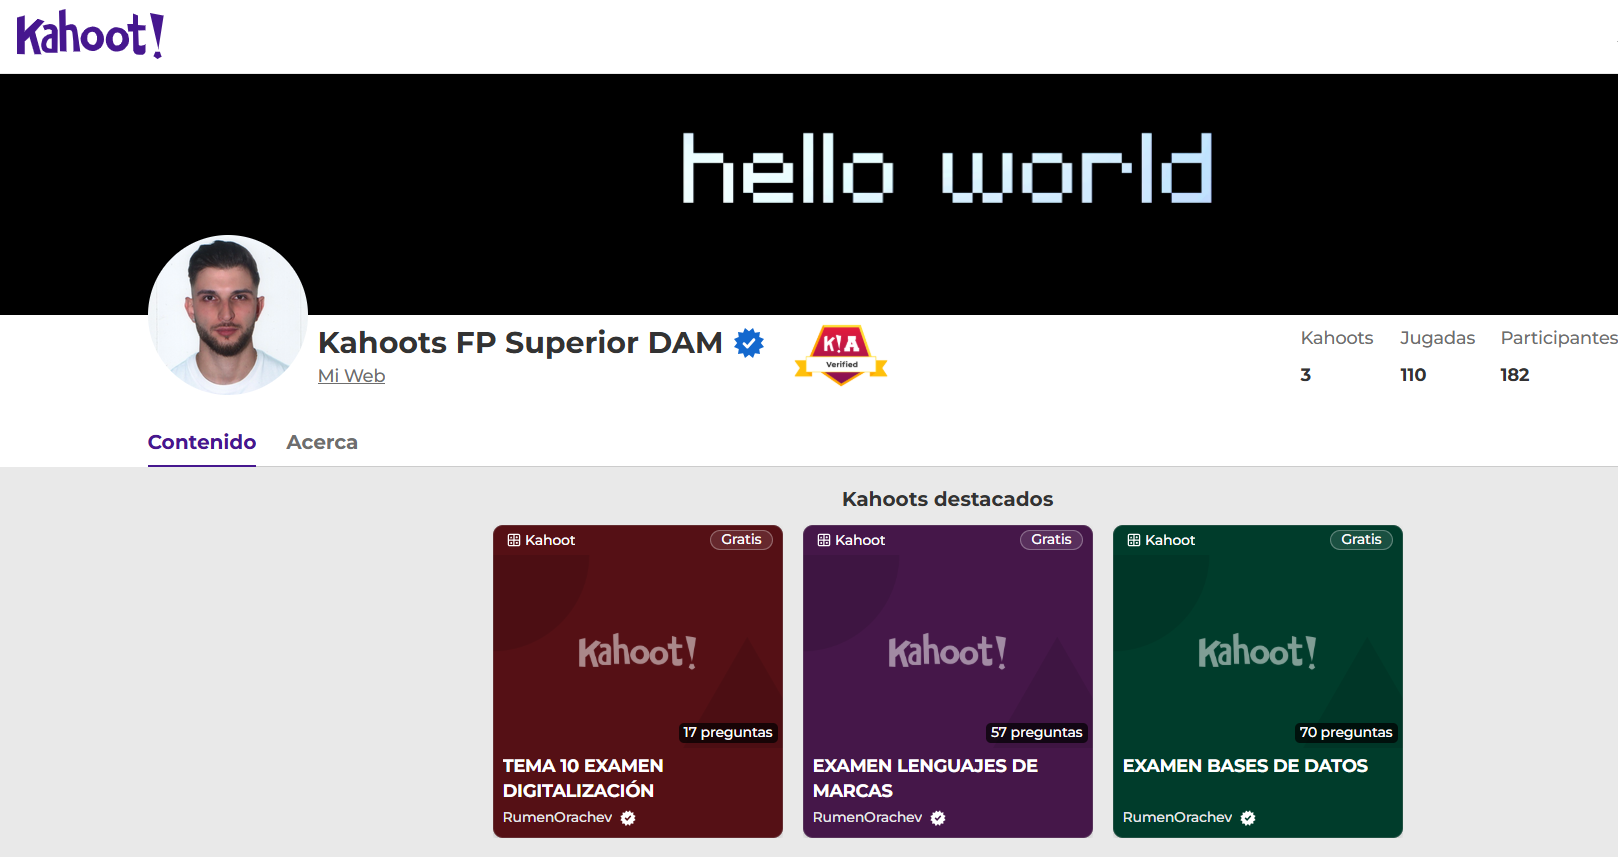 Kahoot!
hello world
Kahoots FP Superior DAM
Mi Web
K!A
Verified
Kahoots Jugadas Participantes
3 110 182
Contenido Acerca
Kahoots destacados
Kahoot Gratis
Kahoot!
17 preguntas
TEMA 10 EXAMEN
DIGITALIZACIÓN
RumenOrachev
Kahoot Gratis
Kahoot!
57 preguntas
EXAMEN LENGUAJES DE
MARCAS
RumenOrachev
Kahoot Gratis
Kahoot!
70 preguntas
EXAMEN BASES DE DATOS
RumenOrachev